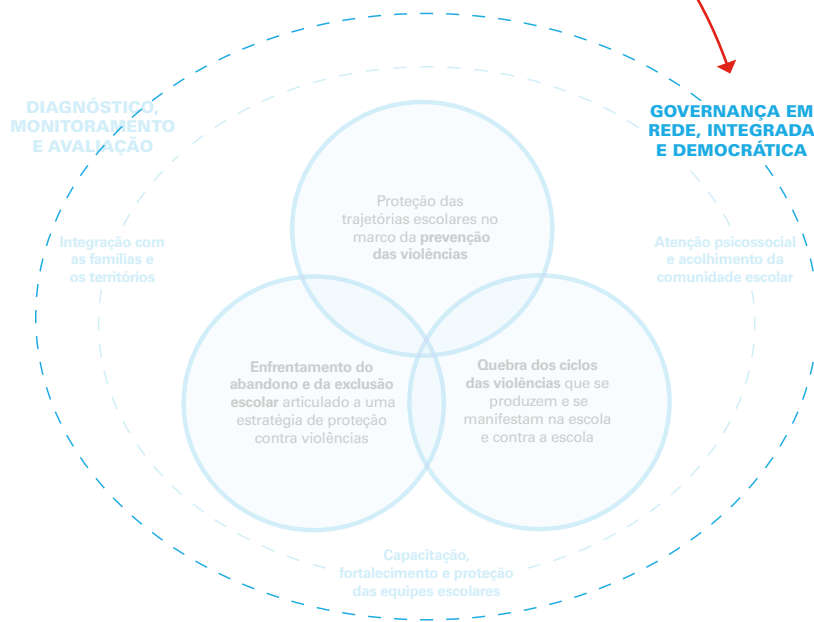 DIAGNÓSTICO,
MONITORAMENTO
E AVALIAÇÃO
GOVERNANÇA EM
REDE, INTEGRADA
E DEMOCRÁTICA
Proteção das
trajetórias escolares no
marco da prevenção
das violências
Integração com
as famílias e
os territórios
Atenção psicossocial
e acolhimento da
comunidade escolar
Enfrentamento do
abandono e da exclusão
escolar articulado a uma
estratégia de proteção
contra violências
Quebra dos ciclos
das violências que se
produzem e se
manifestam na escola
e contra a escola
Capacitação,
fortalecimento e proteção
das equipes escolares